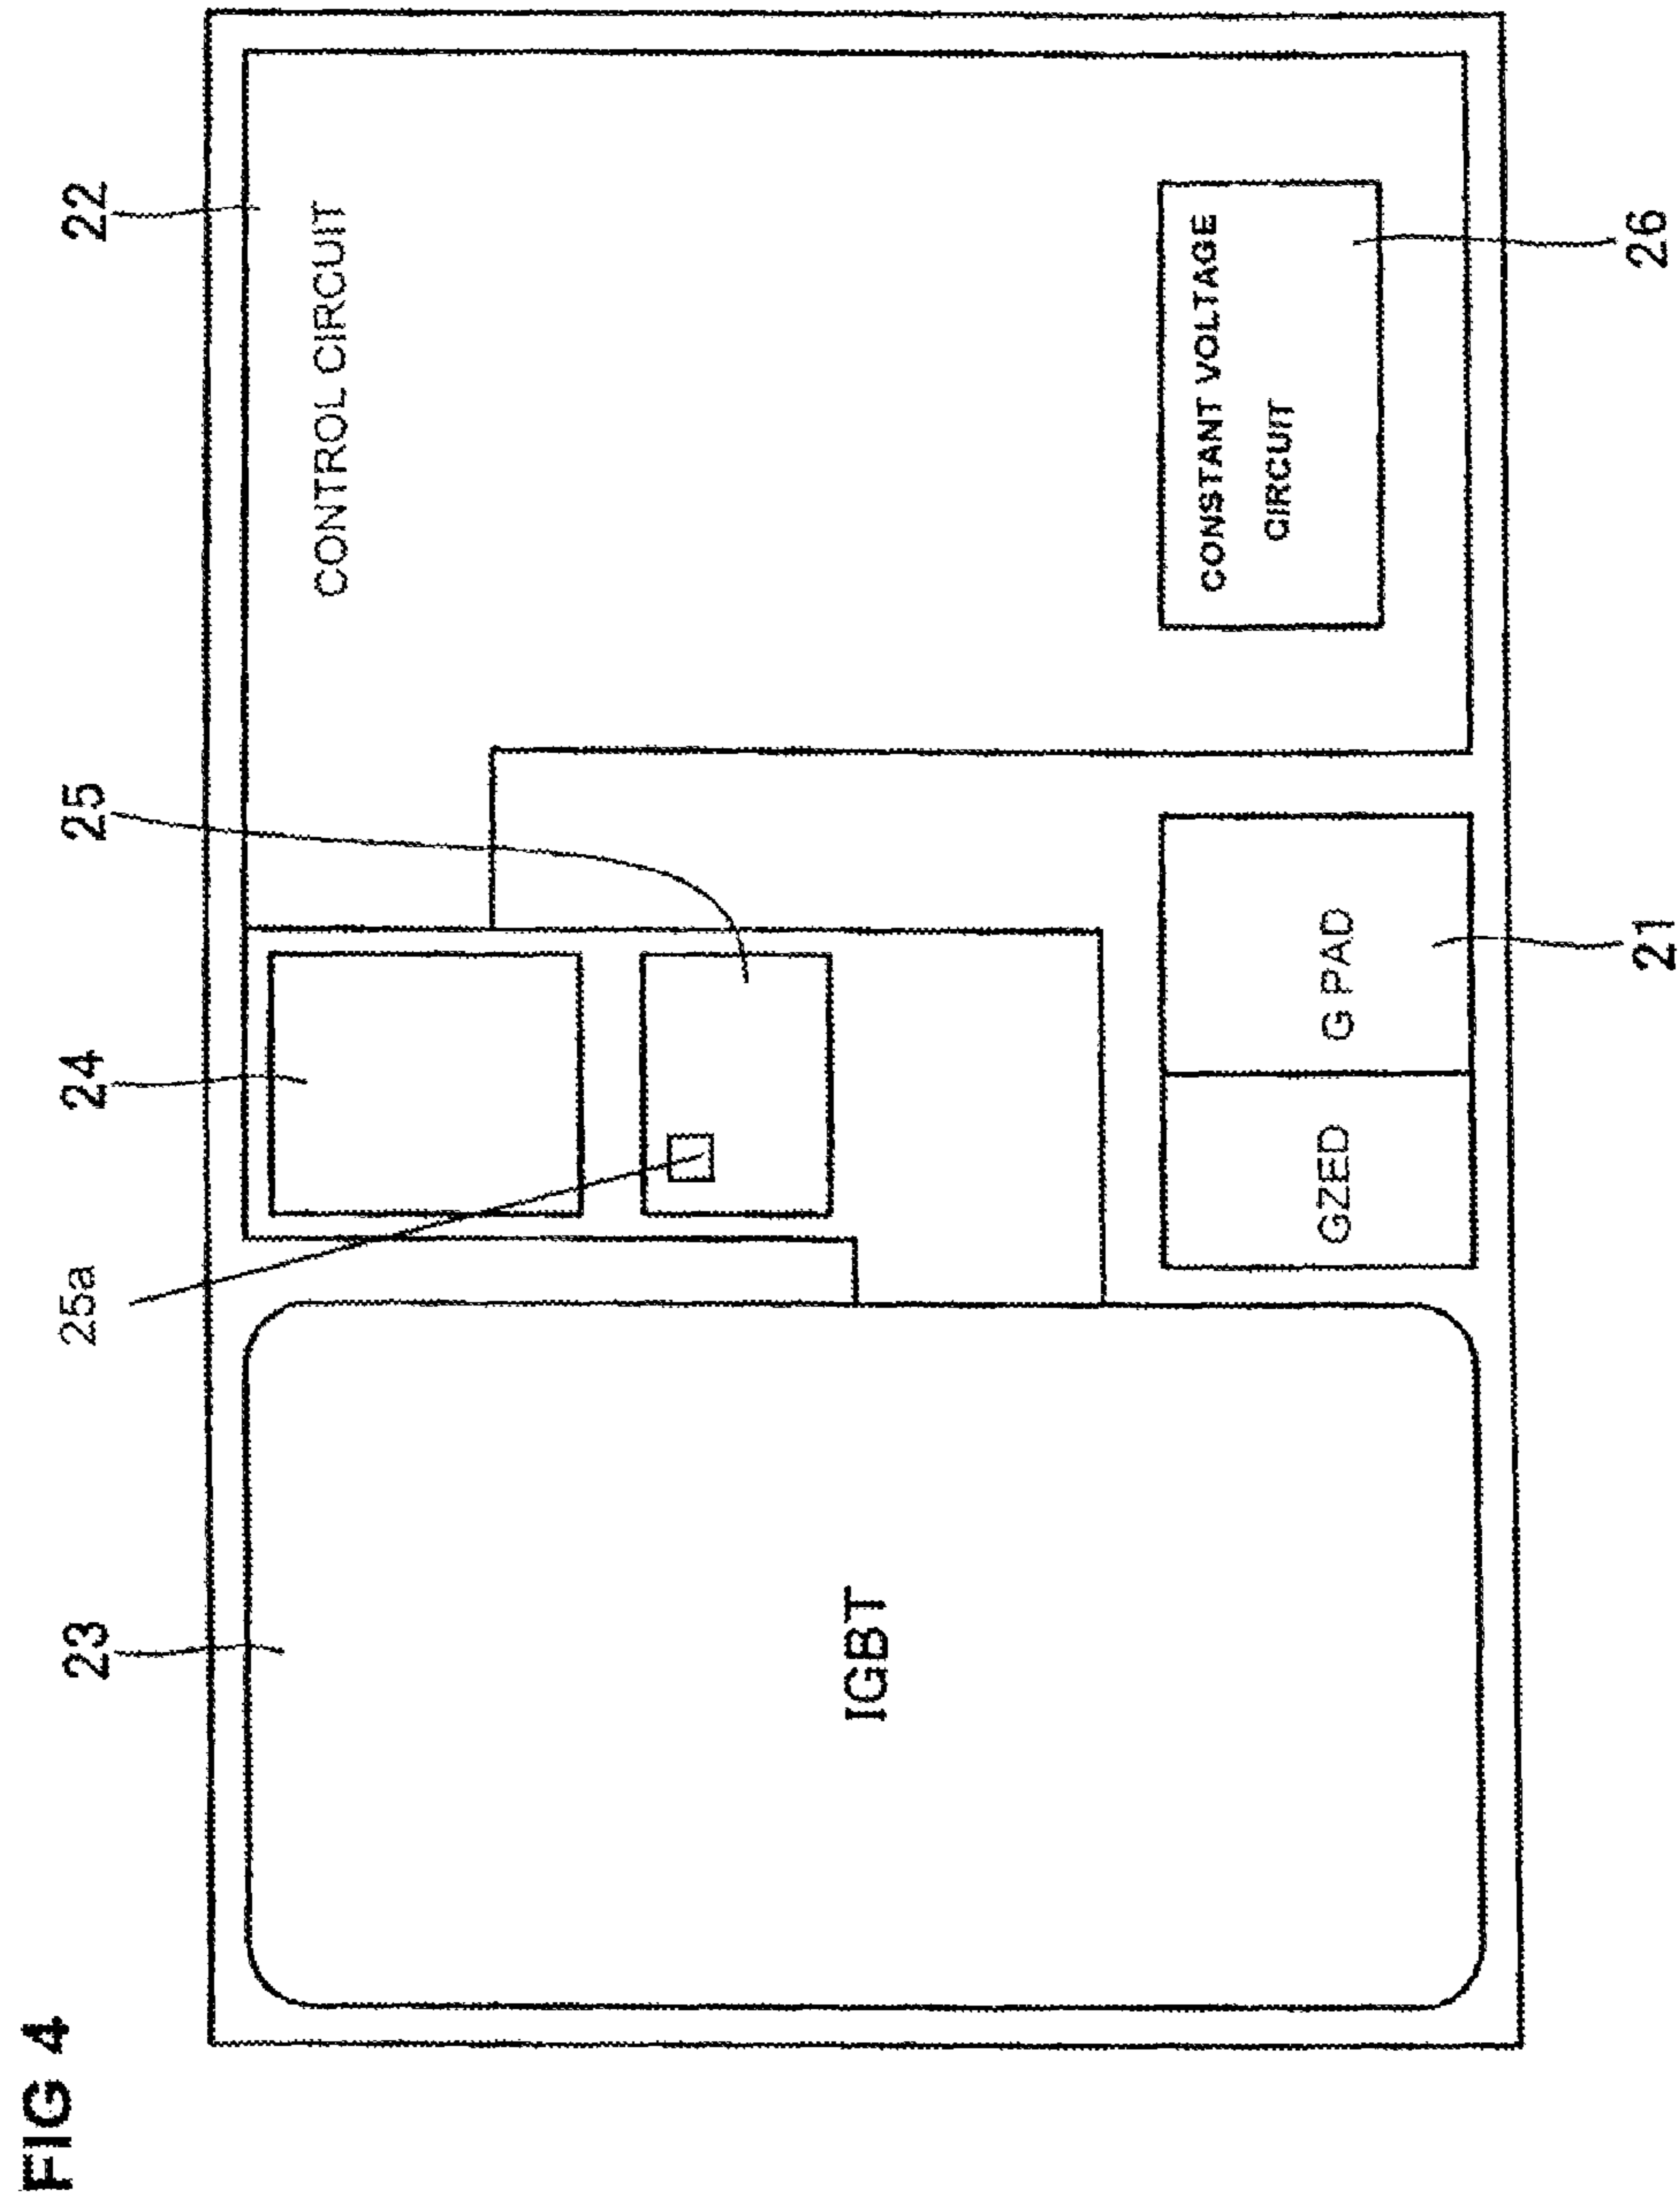 FIG 4
23
25a
24
25
22
CONTROL CIRCUIT
IGBT
CONSTANT VOLTAGE
CIRCUIT
GZED
G PAD
21
26